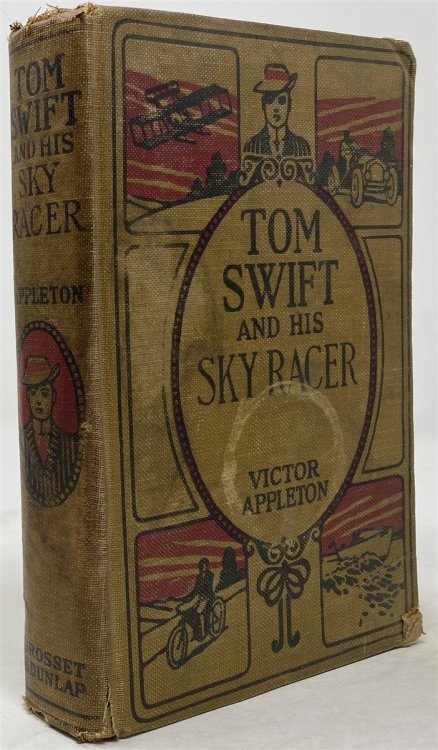 TOM
SWIFT
AND HIS
SKY
RACER
APPLETON
GROSSET
& DUNLAP
TOM
SWIFT
AND HIS
SKY RACER
VICTOR
APPLETON